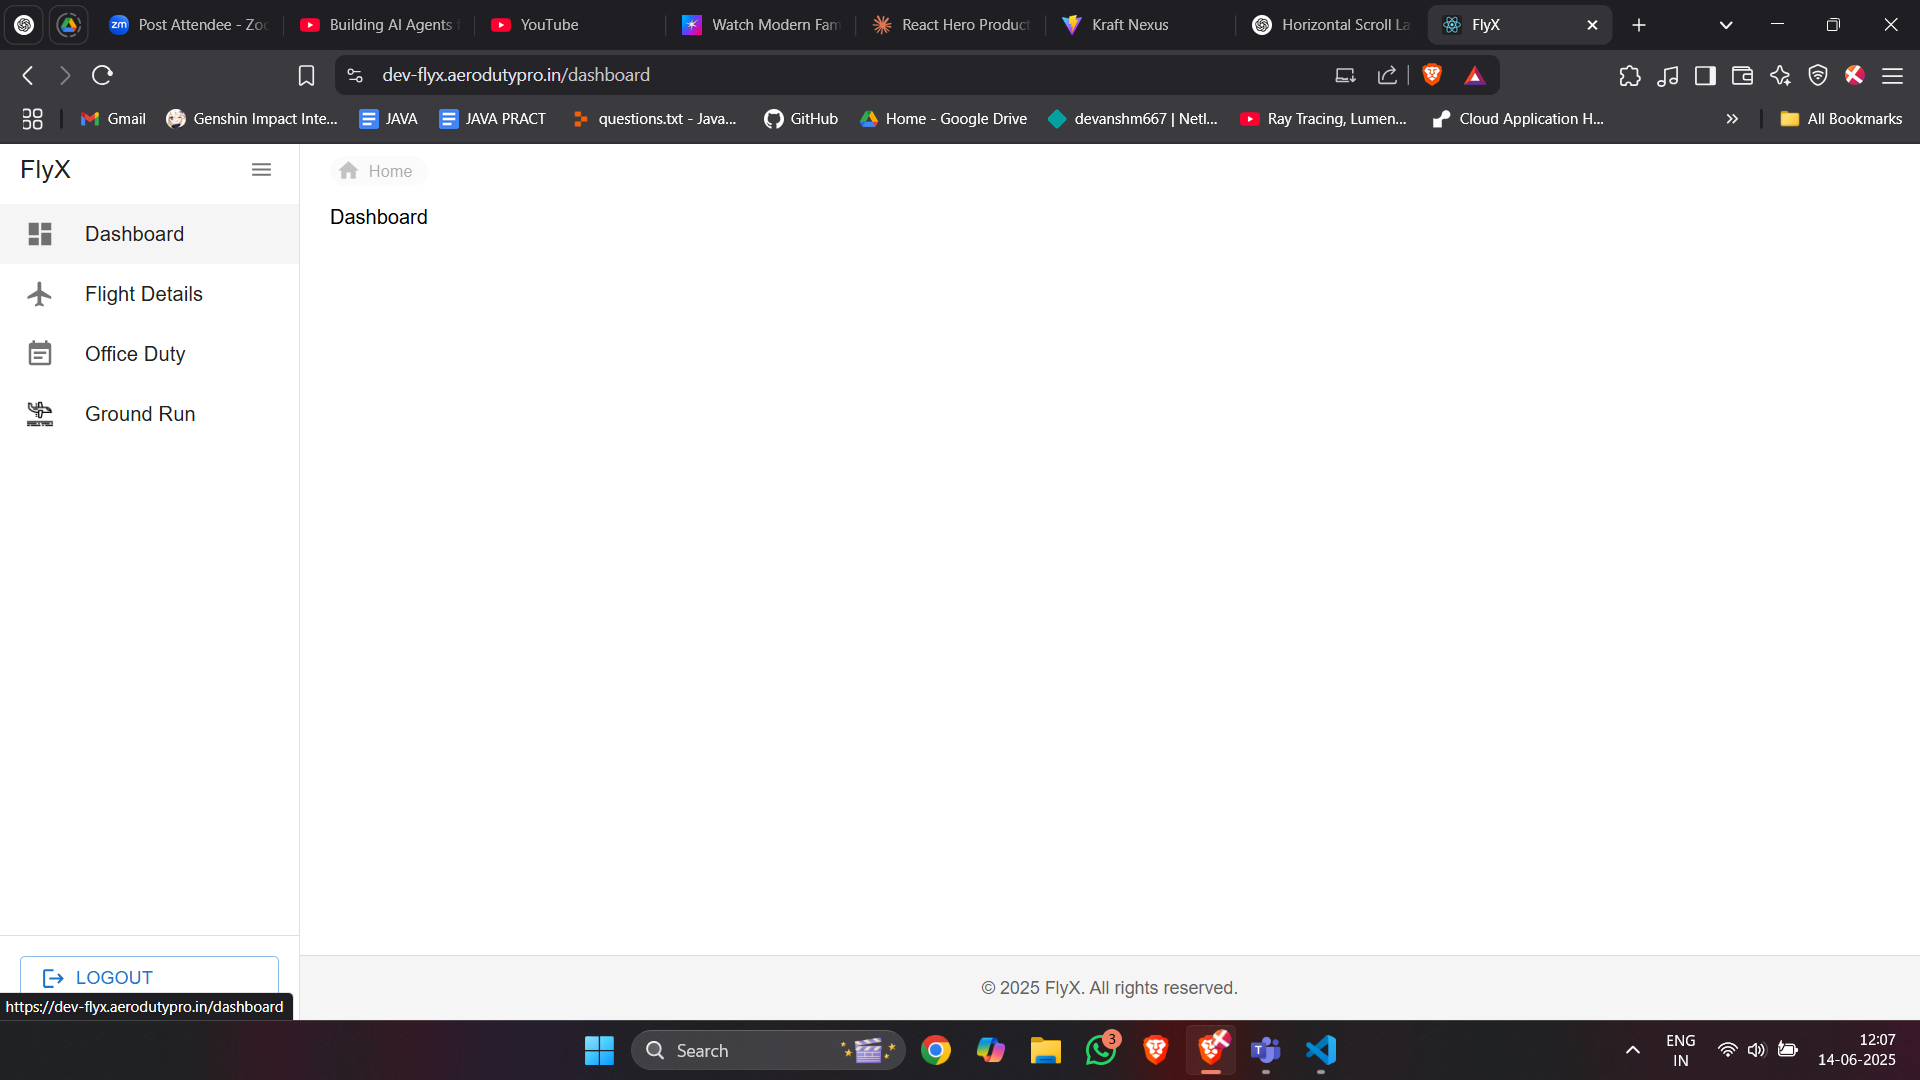 zm Post Attendee - Zoo
Building AI Agents f
YouTube
Watch Modern Fam
React Hero Product
Kraft Nexus
Horizontal Scroll La
FlyX
dev-flyx.aerodutypro.in/dashboard
Gmail
Genshin Impact Inte...
JAVA
JAVA PRACT
questions.txt - Java...
GitHub
Home - Google Drive
devanshm667 | Netl...
Ray Tracing, Lumen...
Cloud Application H...
All Bookmarks
FlyX
Home
Dashboard
Dashboard
Flight Details
Office Duty
Ground Run
LOGOUT
© 2025 FlyX. All rights reserved.
https://dev-flyx.aerodutypro.in/dashboard
Search
3
ENG
IN
12:07
14-06-2025